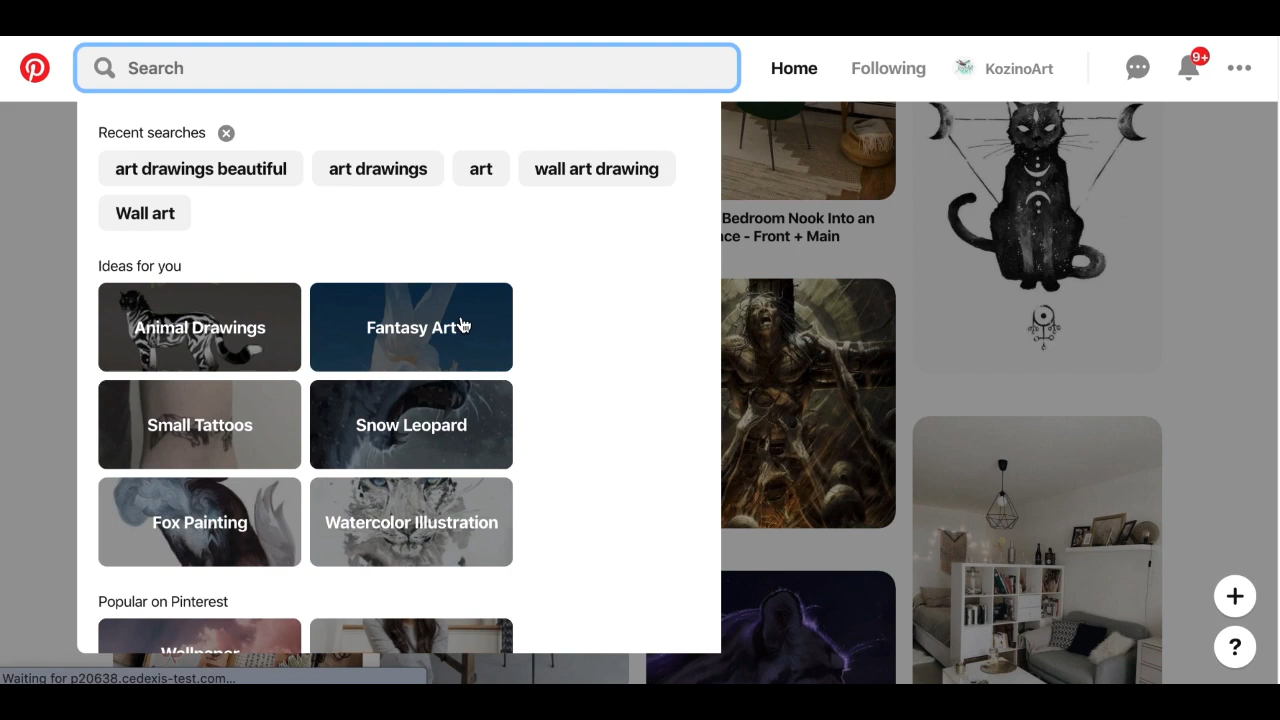 Search
Home
Following
KozinoArt
9+
Recent searches
art drawings beautiful
art drawings
art
wall art drawing
Wall art
Ideas for you
Animal Drawings
Fantasy Art
Small Tattoos
Snow Leopard
Fox Painting
Watercolor Illustration
Popular on Pinterest
Wallpaper
Bedroom Nook Into an
ce - Front + Main
+
?
Waiting for p20638.cedexis-test.com...